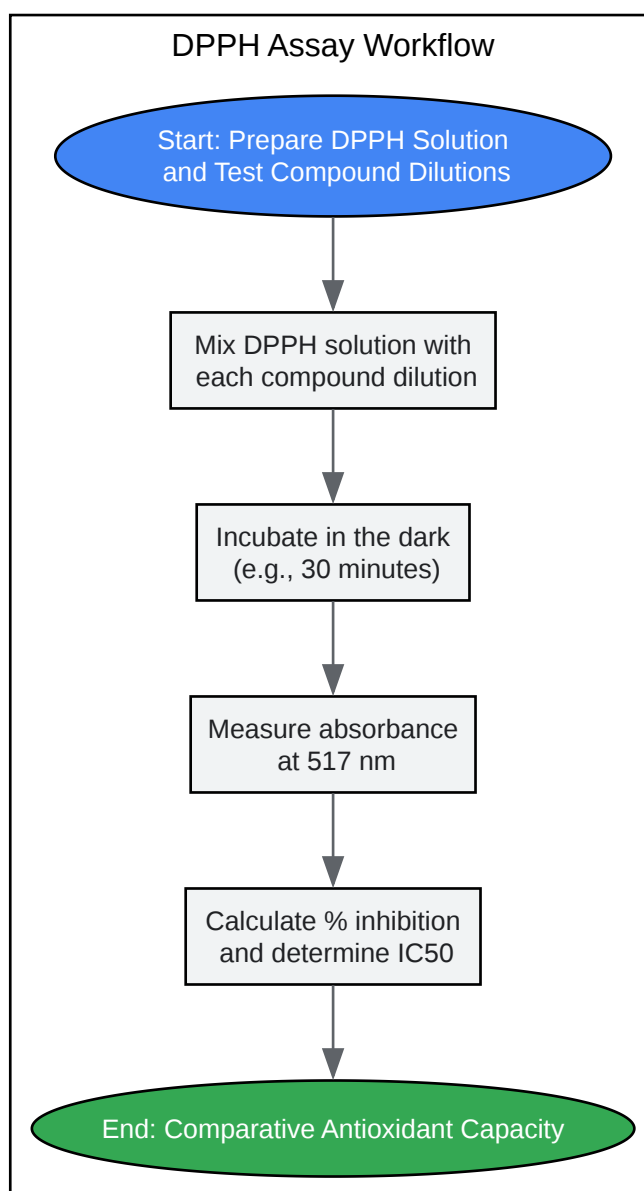 DPPH Assay Workflow
Start: Prepare DPPH Solution
and Test Compound Dilutions
Mix DPPH solution with
each compound dilution
Incubate in the dark
(e.g., 30 minutes)
Measure absorbance
at 517 nm
Calculate % inhibition
and determine IC50
End: Comparative Antioxidant Capacity